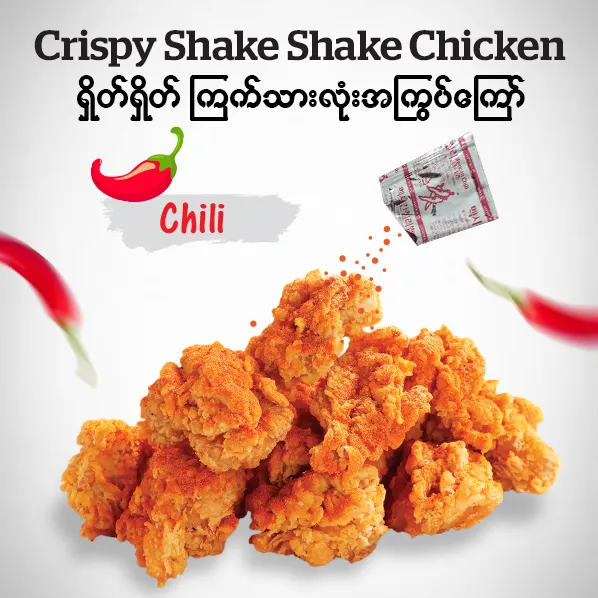 Crispy Shake Shake Chicken
ရှိတ်ရှိတ် ကြက်သားလုံးအကြွပ်ကြော်
Chili